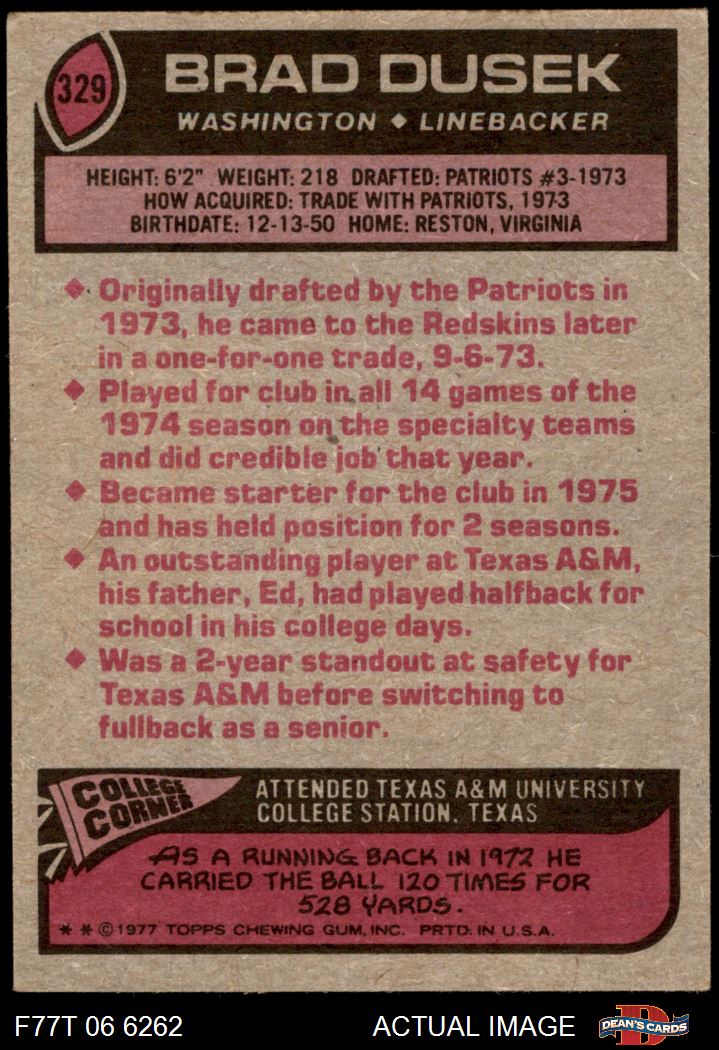 329
BRAD DUSEK
WASHINGTON ◆ LINEBACKER
HEIGHT: 6'2" WEIGHT: 218 DRAFTED: PATRIOTS #3-1973
HOW ACQUIRED: TRADE WITH PATRIOTS, 1973
BIRTHDATE: 12-13-50 HOME: RESTON, VIRGINIA
◆ Originally drafted by the Patriots in
1973, he came to the Redskins later
in a one-for-one trade, 9-6-73.
◆ Played for club in all 14 games of the
1974 season on the specialty teams
and did credible job that year.
◆ Became starter for the club in 1975
and has held position for 2 seasons.
◆ An outstanding player at Texas A&M,
his father, Ed, had played halfback for
school in his college days.
◆ Was a 2-year standout at safety for
Texas A&M before switching to
fullback as a senior.
COLLEGE
CORNER
ATTENDED TEXAS A&M UNIVERSITY
COLLEGE STATION, TEXAS
AS A RUNNING BACK IN 1972 HE
CARRIED THE BALL 120 TIMES FOR
528 YARDS.
* * © 1977 TOPPS CHEWING GUM, INC. PRTD. IN U.S.A.
F77T 06 6262
ACTUAL IMAGE
D
DEAN'S CARDS